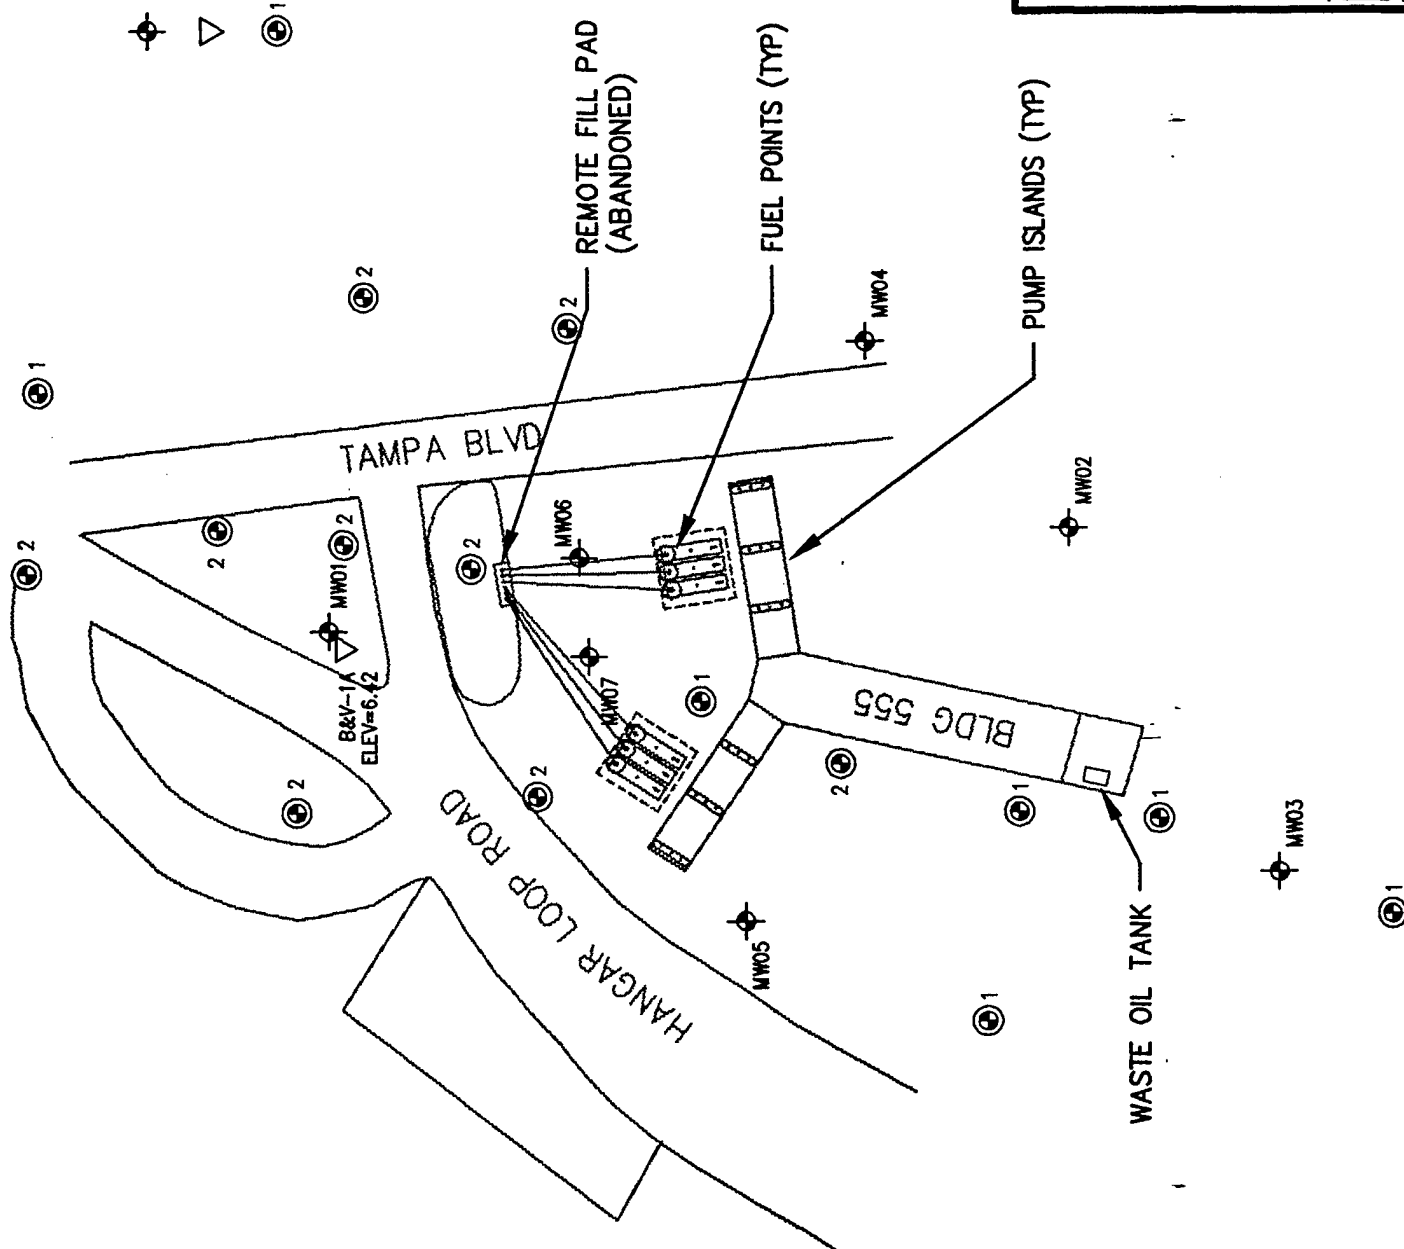 1
REMOTE FILL PAD
(ABANDONED)
FUEL POINTS (TYP)
PUMP ISLANDS (TYP)
1
2
2
MW04
TAMPA BLVD
2
2
2
MW01
B&V-1A
ELEV=6.42
2
2
MW06
MW07
1
2
MW02
BLDG 555
HANGAR LOOP ROAD
2
1
1
MW03
MW05
1
1
WASTE OIL TANK